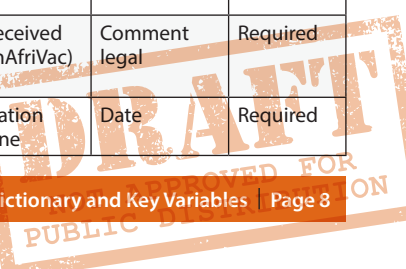 eceived Comment Required
nAfriVac) legal
ation Date Required
ne
DRAFT
NOT APPROVED FOR
PUBLIC DISTRIBUTION
ictionary and Key Variables | Page 8